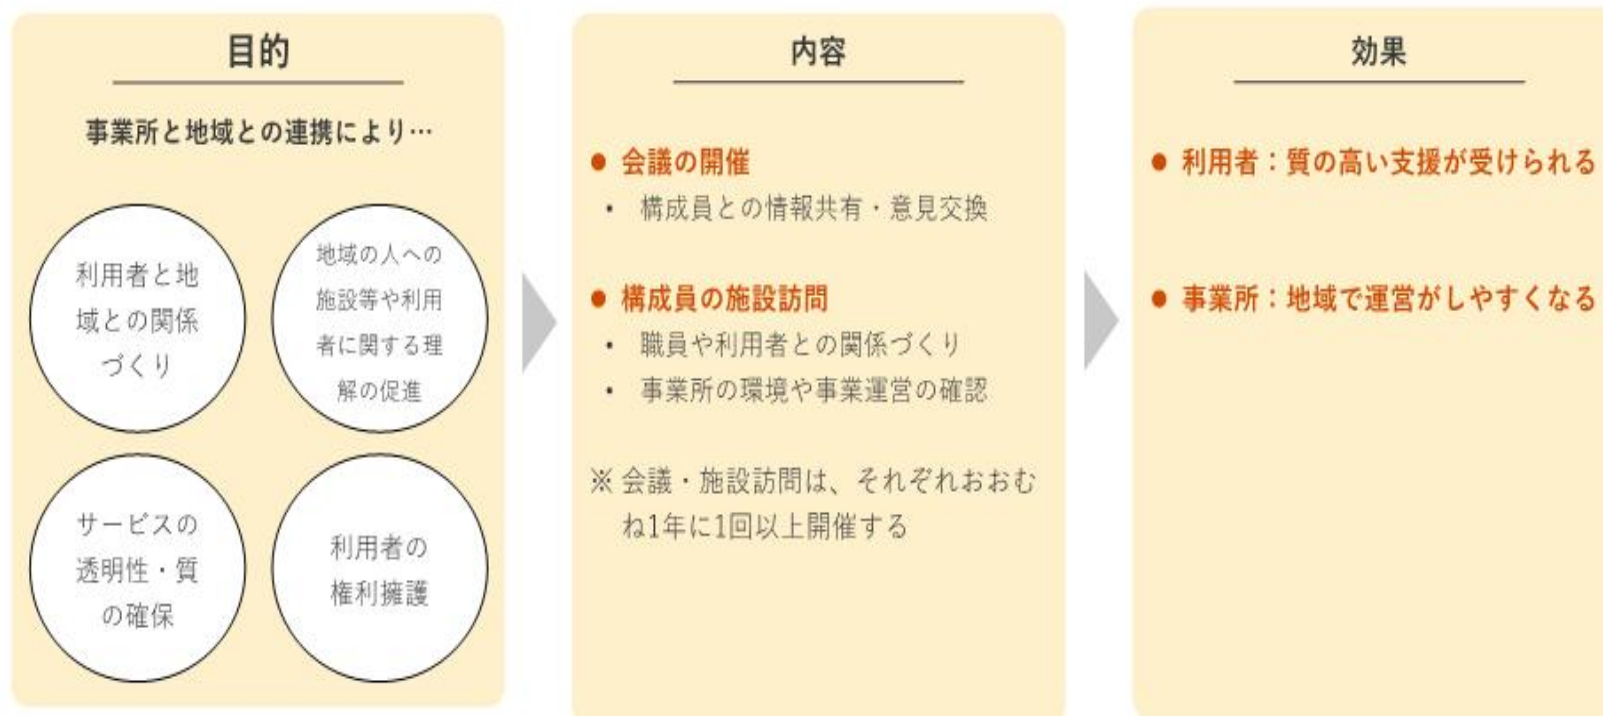 目的
事業所と地域との連携により…
利用者と地
域との関係
づくり
地域の人への
施設等や利用
者に関する理
解の促進
サービスの
透明性・質
の確保
利用者の
権利擁護
内容
● 会議の開催
・ 構成員との情報共有・意見交換
● 構成員の施設訪問
・ 職員や利用者との関係づくり
・ 事業所の環境や事業運営の確認
※ 会議・施設訪問は、それぞれおおむ
ね1年に1回以上開催する
効果
● 利用者：質の高い支援が受けられる
● 事業所：地域で運営がしやすくなる